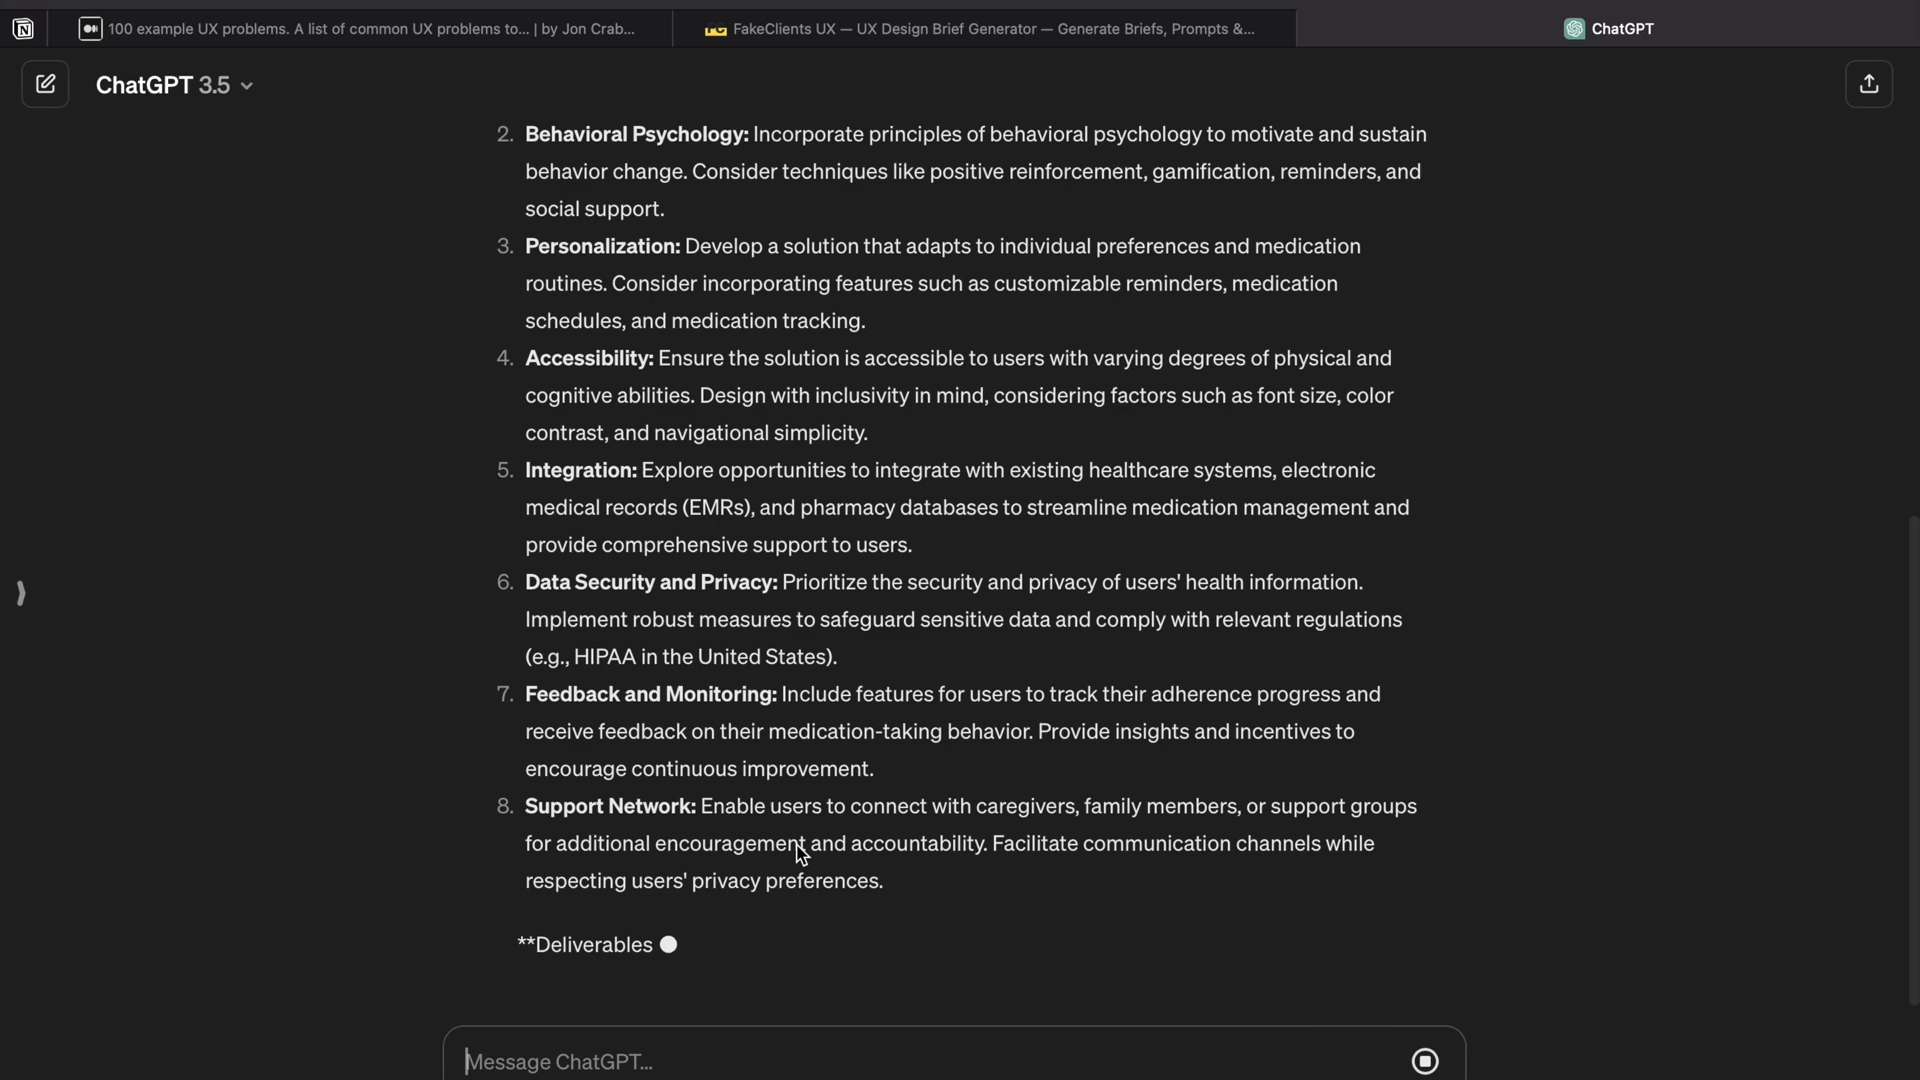 100 example UX problems. A list of common UX problems to... | by Jon Crab...
FakeClients UX — UX Design Brief Generator — Generate Briefs, Prompts &...
ChatGPT
ChatGPT 3.5
2. Behavioral Psychology: Incorporate principles of behavioral psychology to motivate and sustain
behavior change. Consider techniques like positive reinforcement, gamification, reminders, and
social support.
3. Personalization: Develop a solution that adapts to individual preferences and medication
routines. Consider incorporating features such as customizable reminders, medication
schedules, and medication tracking.
4. Accessibility: Ensure the solution is accessible to users with varying degrees of physical and
cognitive abilities. Design with inclusivity in mind, considering factors such as font size, color
contrast, and navigational simplicity.
5. Integration: Explore opportunities to integrate with existing healthcare systems, electronic
medical records (EMRs), and pharmacy databases to streamline medication management and
provide comprehensive support to users.
6. Data Security and Privacy: Prioritize the security and privacy of users' health information.
Implement robust measures to safeguard sensitive data and comply with relevant regulations
(e.g., HIPAA in the United States).
7. Feedback and Monitoring: Include features for users to track their adherence progress and
receive feedback on their medication-taking behavior. Provide insights and incentives to
encourage continuous improvement.
8. Support Network: Enable users to connect with caregivers, family members, or support groups
for additional encouragement and accountability. Facilitate communication channels while
respecting users' privacy preferences.
**Deliverables
Message ChatGPT...